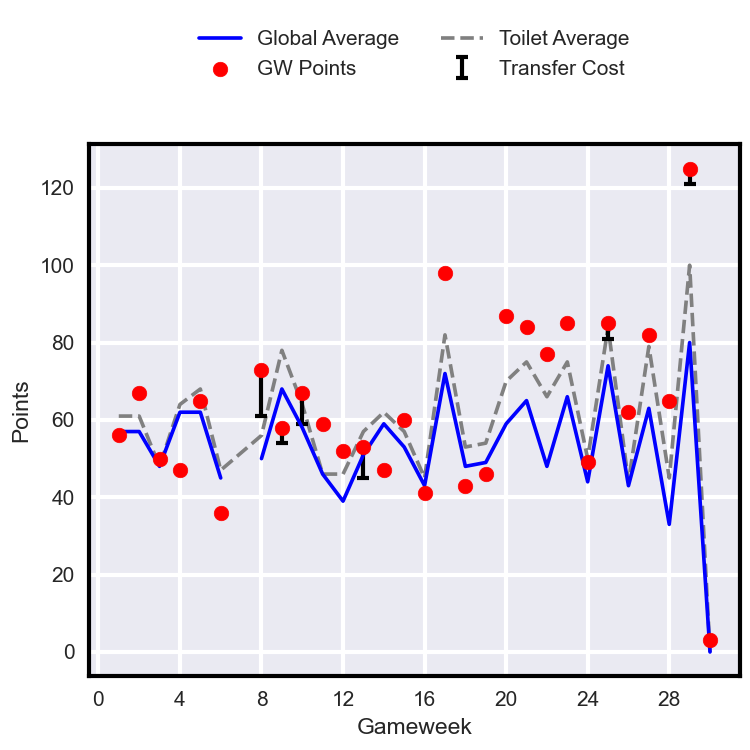 Global Average
GW Points
Toilet Average
Transfer Cost
Points
120
100
80
60
40
20
0
0 4 8 12 16 20 24 28
Gameweek